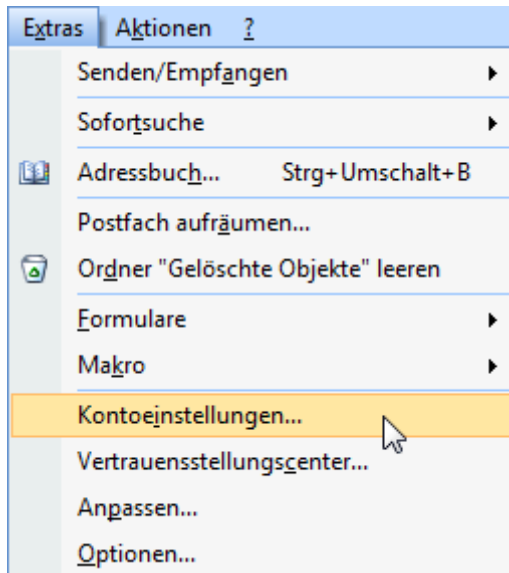 Extras Aktionen ?
Senden/Empfangen
Sofortsuche
Adressbuch... Strg+Umschalt+B
Postfach aufräumen...
Ordner "Gelöschte Objekte" leeren
Formulare
Makro
Kontoeinstellungen...
Vertrauensstellungscenter...
Anpassen...
Optionen...